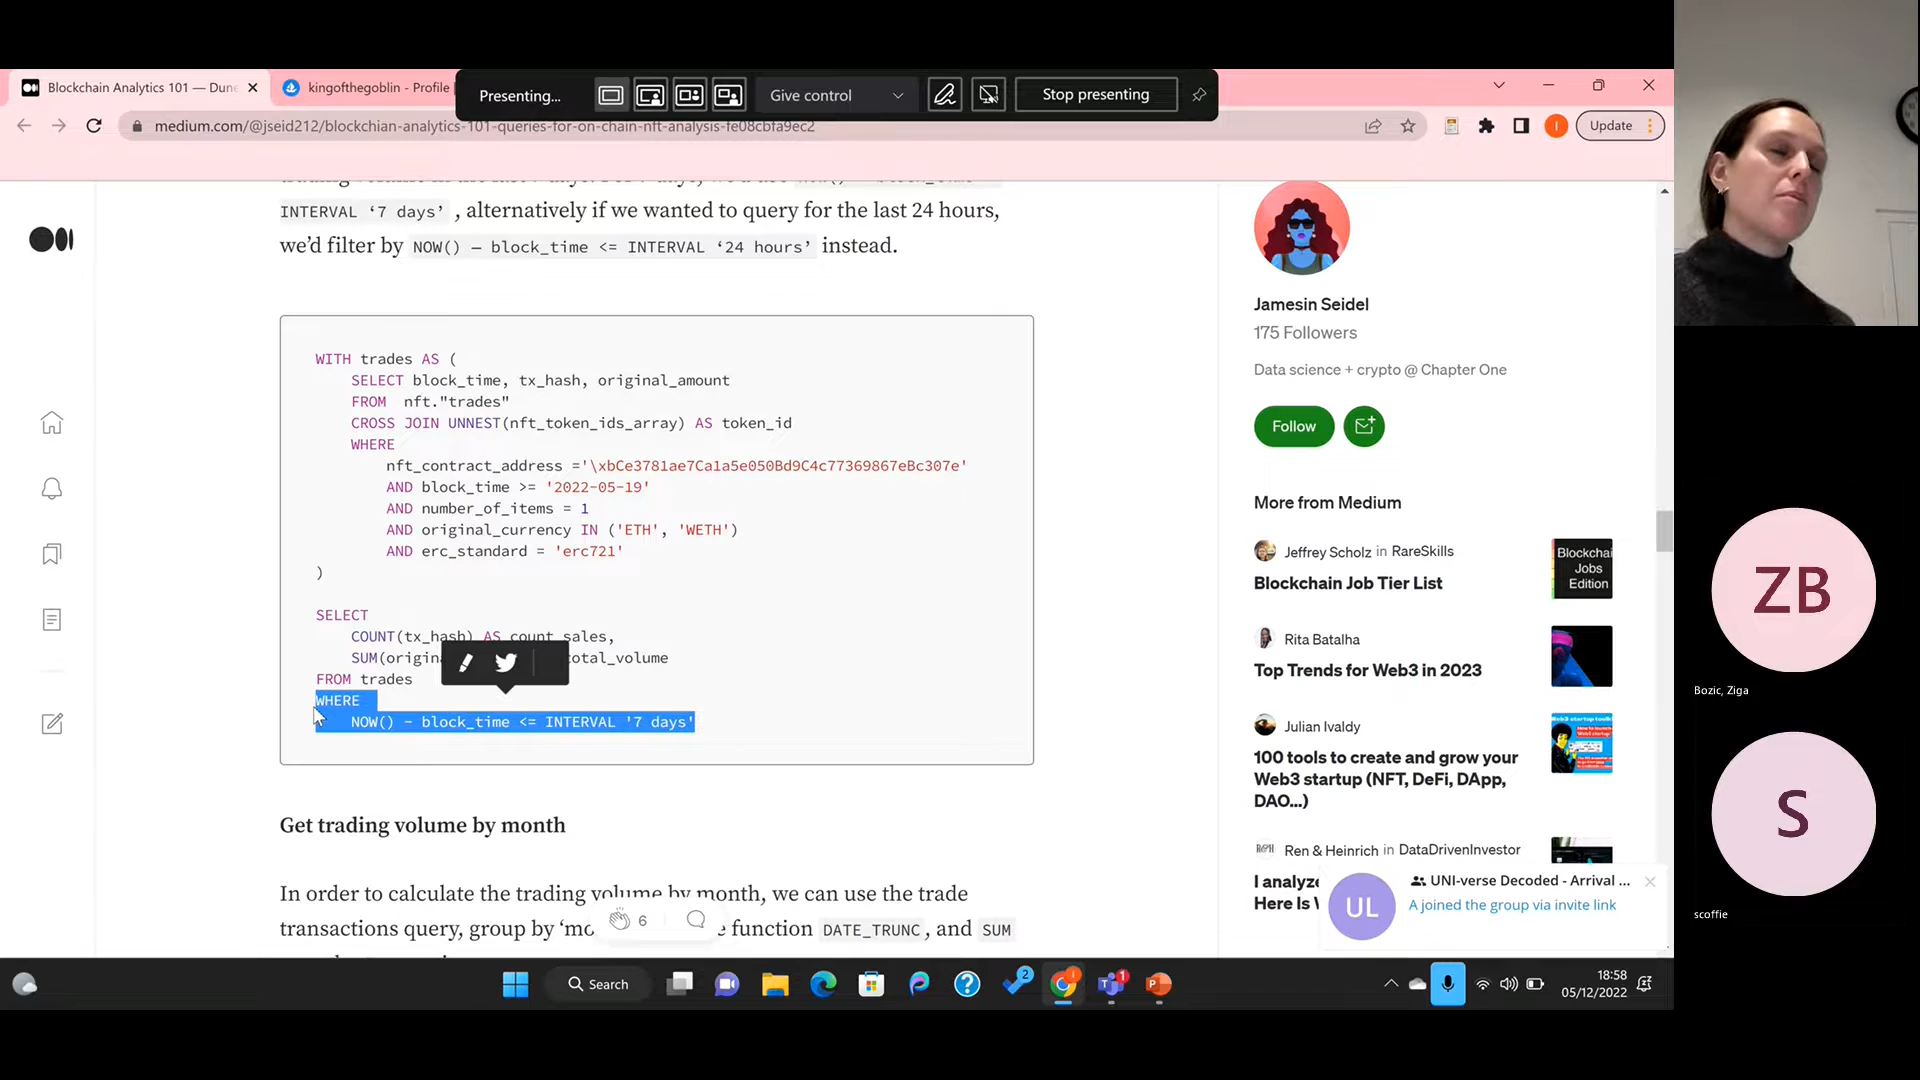 Blockchain Analytics 101 — Dune
kingofthegoblin - Profile
Presenting...
Give control
Stop presenting
medium.com/@jseid212/blockchian-analytics-101-queries-for-on-chain-nft-analysis-fe08cbfa9ec2
Update
INTERVAL ‘7 days’ , alternatively if we wanted to query for the last 24 hours,
we’d filter by NOW() — block_time <= INTERVAL ‘24 hours’ instead.
WITH trades AS (
SELECT block_time, tx_hash, original_amount
FROM nft."trades"
CROSS JOIN UNNEST(nft_token_ids_array) AS token_id
WHERE
nft_contract_address ='\xbCe3781ae7Ca1a5e050Bd9C4c77369867eBc307e'
AND block_time >= '2022-05-19'
AND number_of_items = 1
AND original_currency IN ('ETH', 'WETH')
AND erc_standard = 'erc721'
)
SELECT
COUNT(tx_hash) AS count_sales,
SUM(origin total_volume
FROM trades
WHERE
NOW() - block_time <= INTERVAL '7 days'
Get trading volume by month
In order to calculate the trading volume by month, we can use the trade
transactions query, group by ‘mo function DATE_TRUNC , and SUM
6
Jamesin Seidel
175 Followers
Data science + crypto @ Chapter One
Follow
More from Medium
Jeffrey Scholz in RareSkills
Blockchain Job Tier List
Blockchai
Jobs
Edition
Rita Batalha
Top Trends for Web3 in 2023
Julian Ivaldy
100 tools to create and grow your
Web3 startup (NFT, DeFi, DApp,
DAO...)
Ren & Heinrich in DataDrivenInvestor
I analyze
Here Is
UL
UNI-verse Decoded - Arrival ...
A joined the group via invite link
Search
2
1
18:58
05/12/2022
ZB
Bozic, Ziga
S
scoffie